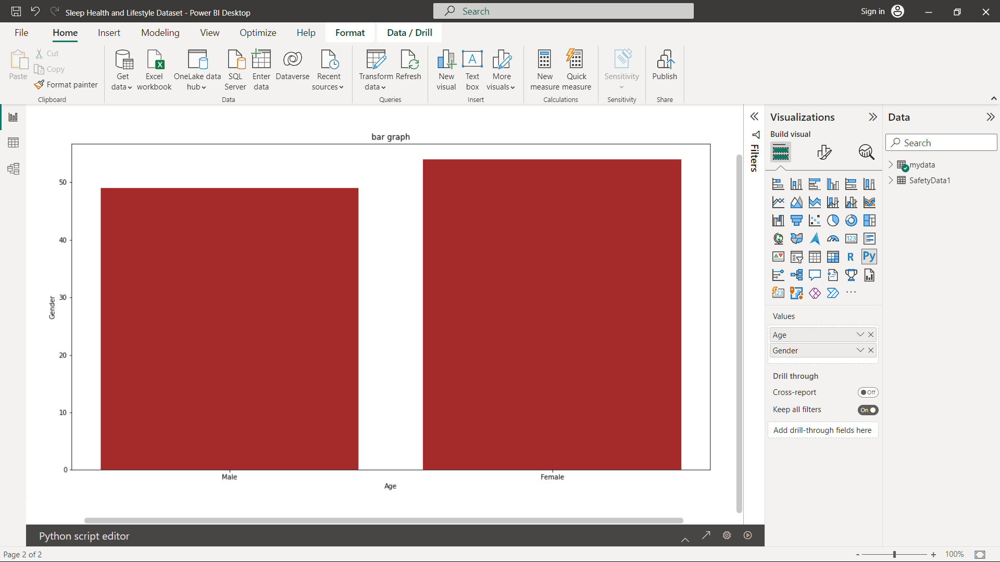 Sleep Health and Lifestyle Dataset - Power BI Desktop
Search
Sign in
File Home Insert Modeling View Optimize Help Format Data / Drill
Paste
Cut
Copy
Format painter
Clipboard
Get data
Excel workbook
OneLake data hub
SQL Server
Enter data
Dataverse
Recent sources
Data
Transform data
Refresh
Queries
New visual
Text box
More visuals
Insert
New measure
Quick measure
Calculations
Sensitivity
Sensitivity
Publish
Share
bar graph
50
40
30
20
10
0
Gender
Male
Female
Age
Filters
Visualizations
Build visual
123
R
Py
123
Values
Age
Gender
Drill through
Cross-report
Off
Keep all filters
On
Add drill-through fields here
Data
Search
mydata
SafetyData1
Python script editor
Page 2 of 2
- + 100%